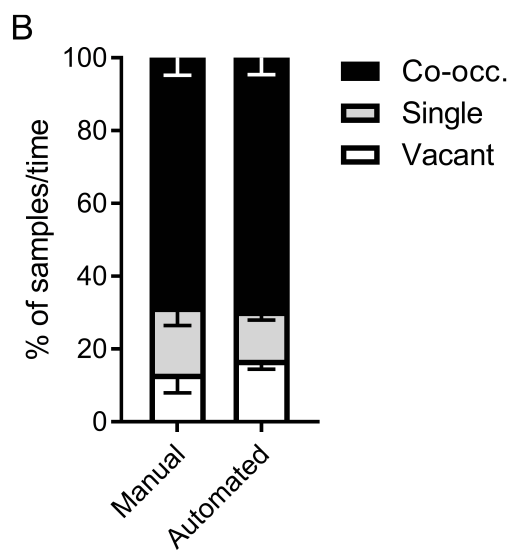 B
100
80
60
40
20
0
% of samples/time
Manual
Automated
Co-occ.
Single
Vacant